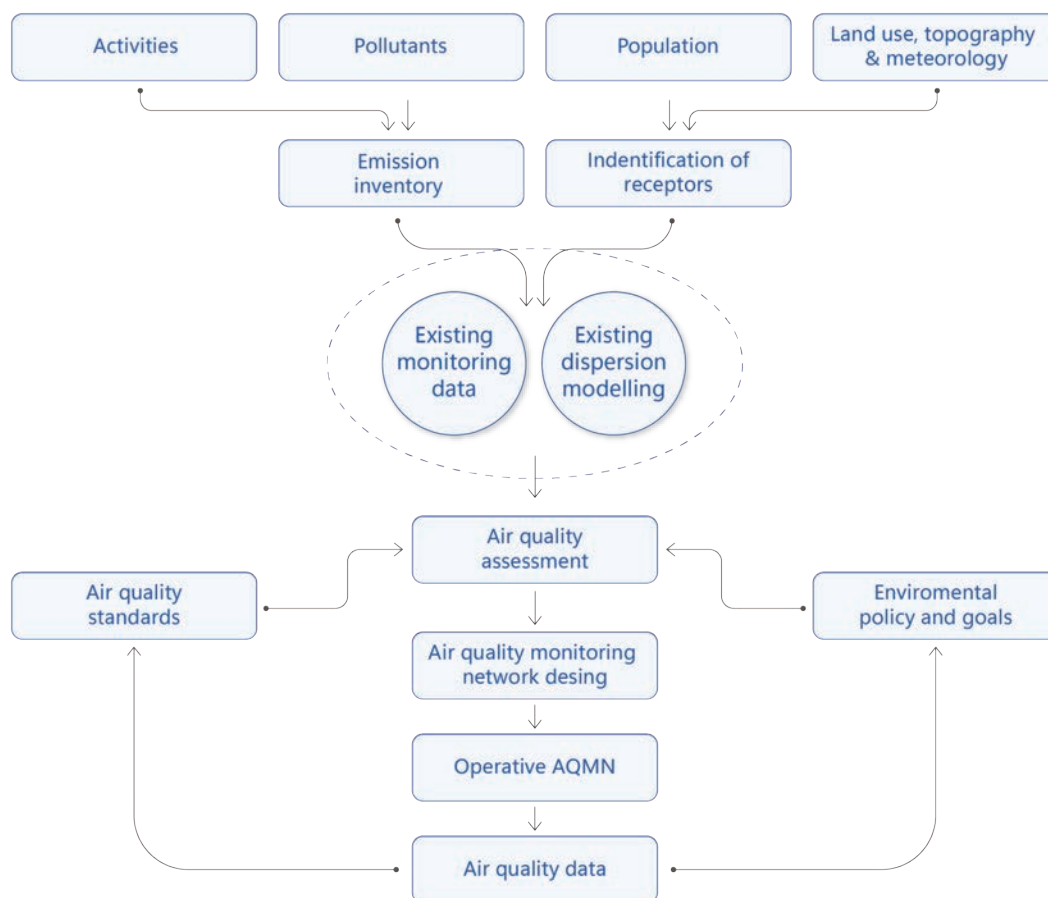 Activities
Pollutants
Population
Land use, topography
& meteorology
Emission
inventory
Indentification of
receptors
Existing
monitoring
data
Existing
dispersion
modelling
Air quality
assessment
Air quality
standards
Enviromental
policy and goals
Air quality monitoring
network desing
Operative AQMN
Air quality data